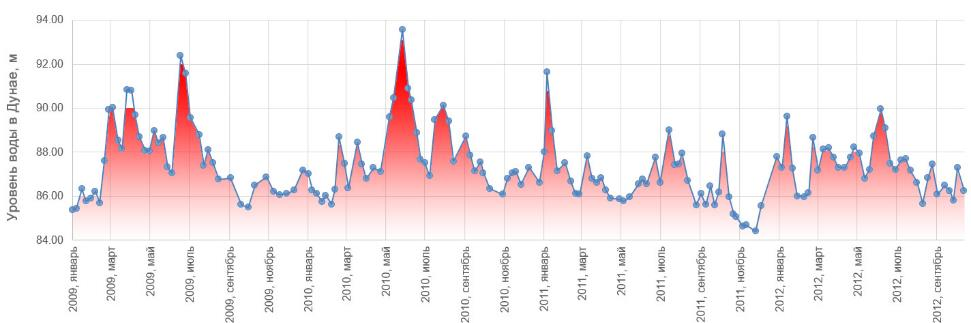 Уровень воды в Дунае, м
94.00
92.00
90.00
88.00
86.00
84.00
2009, январь
2009, март
2009, май
2009, июль
2009, сентябрь
2009, ноябрь
2010, январь
2010, март
2010, май
2010, июль
2010, сентябрь
2010, ноябрь
2011, январь
2011, март
2011, май
2011, июль
2011, сентябрь
2011, ноябрь
2012, январь
2012, март
2012, май
2012, июль
2012, сентябрь